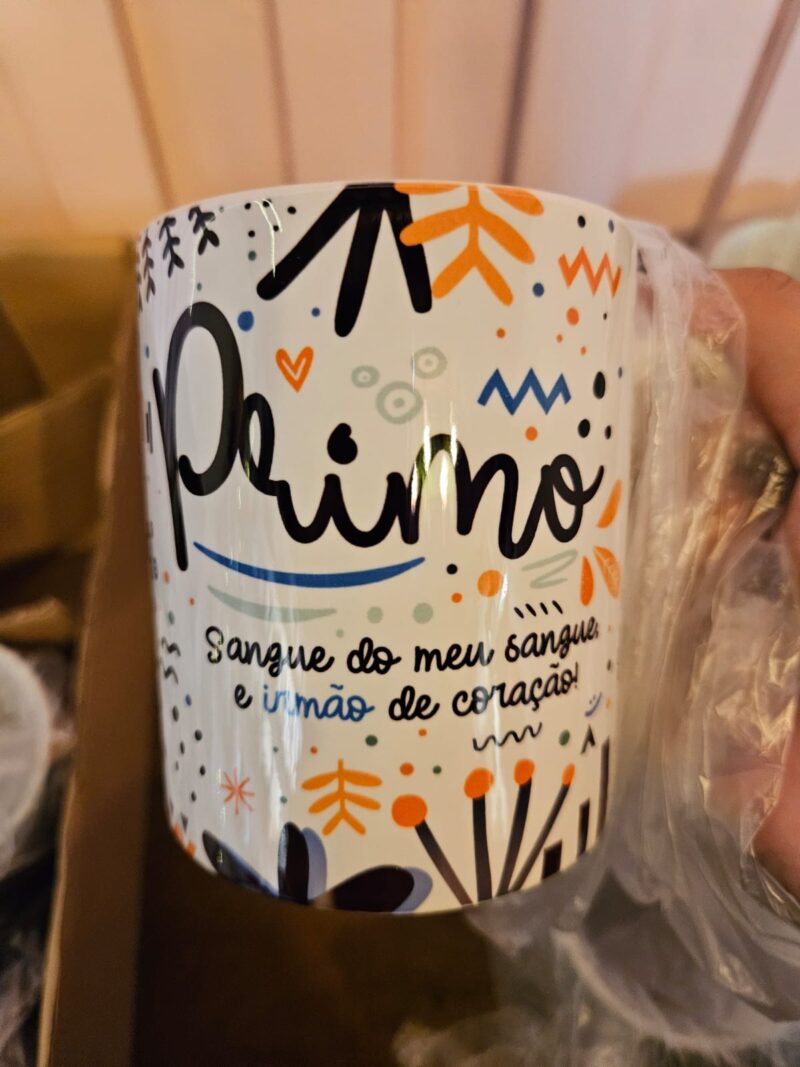 Primo
Sangue do meu sangue,
e irmão de coração!